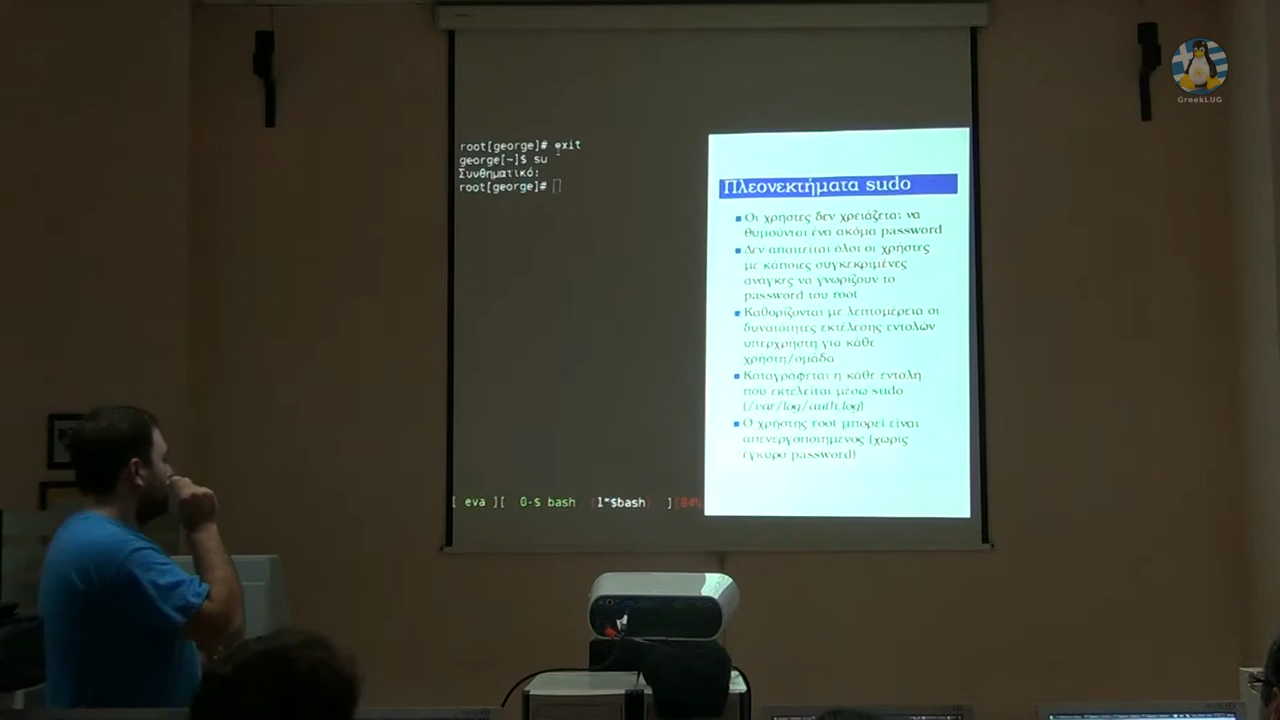 root[george]# exit
george[~]$ su
Συνθηματικό:
root[george]#
[ eva ][ 0-$ bash (1*$bash) ][84%
Πλεονεκτήματα sudo
Οι χρήστες δεν χρειάζεται να
θυμούνται ένα ακόμα password
Δεν απαιτείται όλοι οι χρήστες
με κάποιες συγκεκριμένες
ανάγκες να γνωρίζουν το
password του root
Καθορίζονται με λεπτομέρεια οι
δυνατότητες εκτέλεσης εντολών
υπερχρήστη για κάθε
χρήστη/ομάδα
Καταγράφεται η κάθε εντολή
που εκτελείται μέσω sudo
(/var/log/auth.log)
Ο χρήστης root μπορεί είναι
απενεργοποιημένος (χωρίς
έγκυρο password)
GreekLUG